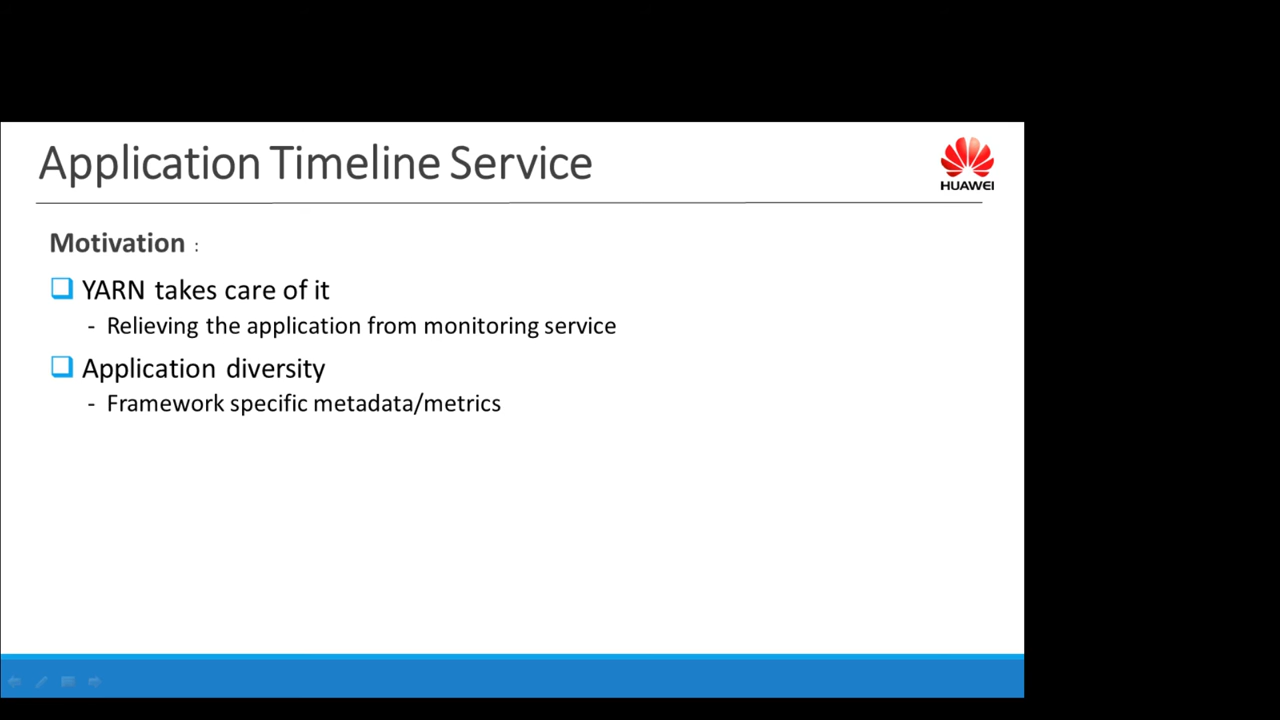 Application Timeline Service
HUAWEI
Motivation :
YARN takes care of it
- Relieving the application from monitoring service
Application diversity
- Framework specific metadata/metrics